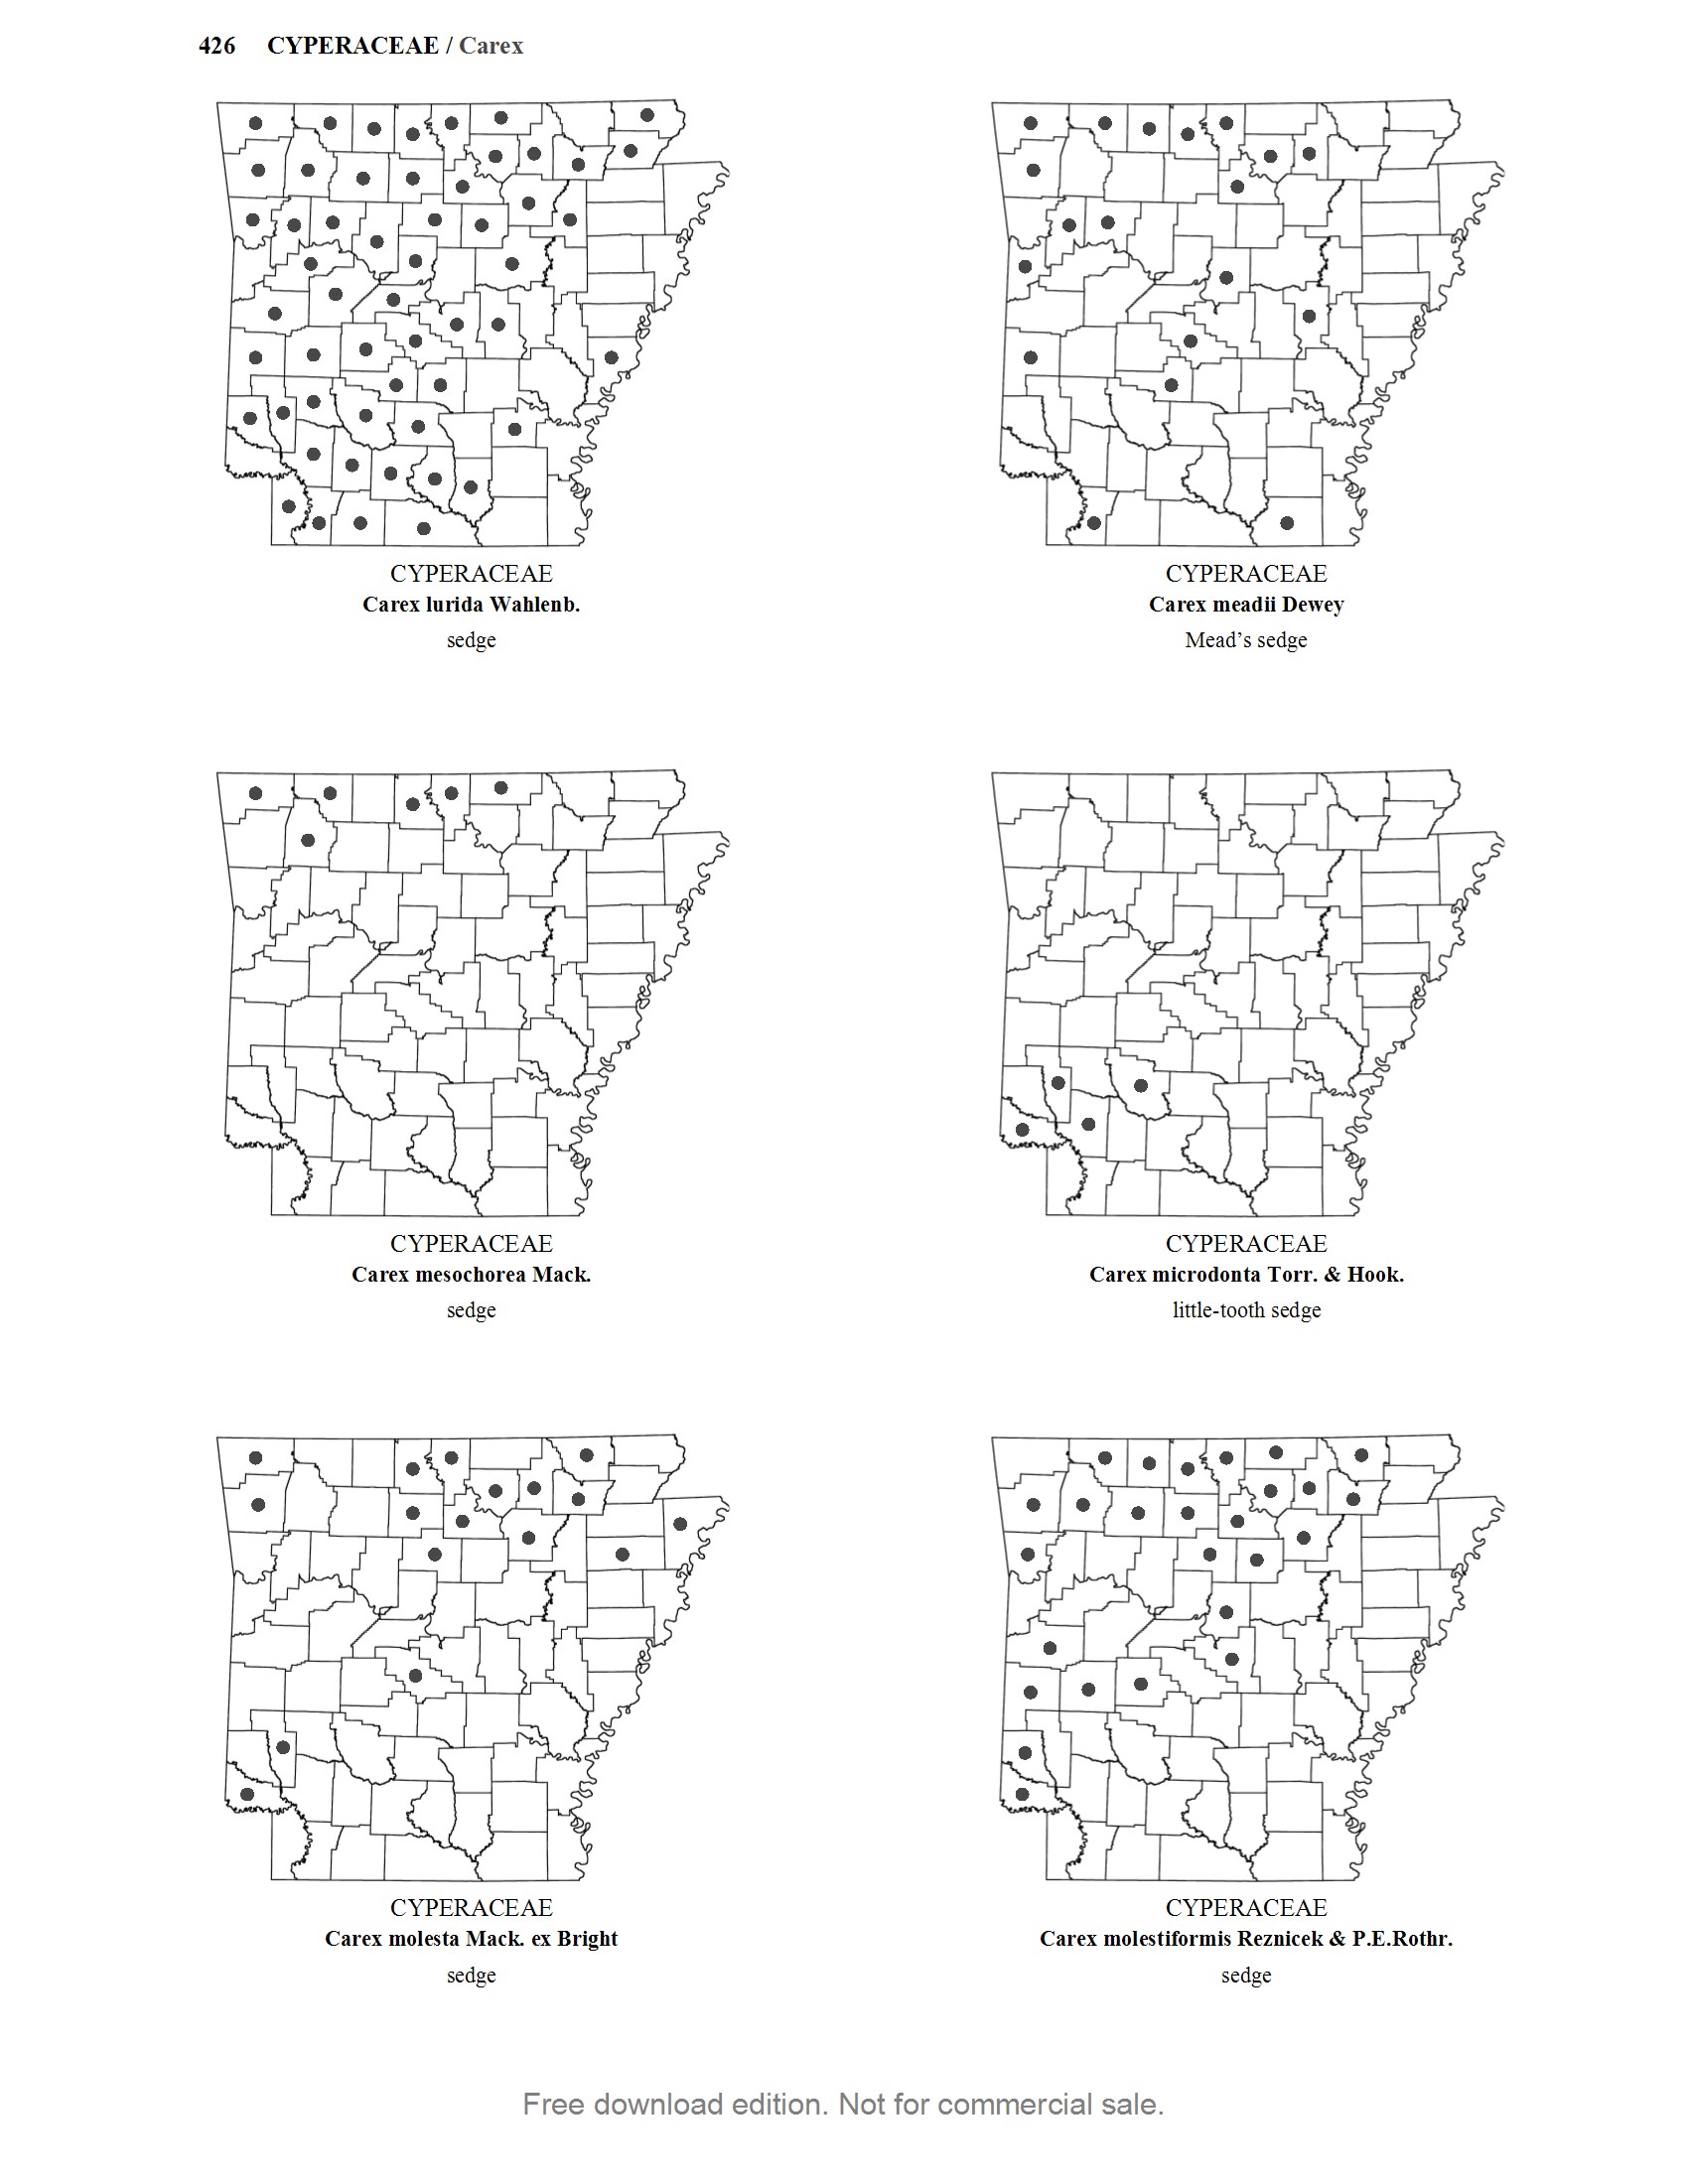 426 CYPERACEAE / Carex
CYPERACEAE
Carex lurida Wahlenb.
sedge
CYPERACEAE
Carex meadii Dewey
Mead’s sedge
CYPERACEAE
Carex mesochorea Mack.
sedge
CYPERACEAE
Carex microdonta Torr. & Hook.
little-tooth sedge
CYPERACEAE
Carex molesta Mack. ex Bright
sedge
CYPERACEAE
Carex molestiformis Reznicek & P.E.Rothr.
sedge
Free download edition. Not for commercial sale.